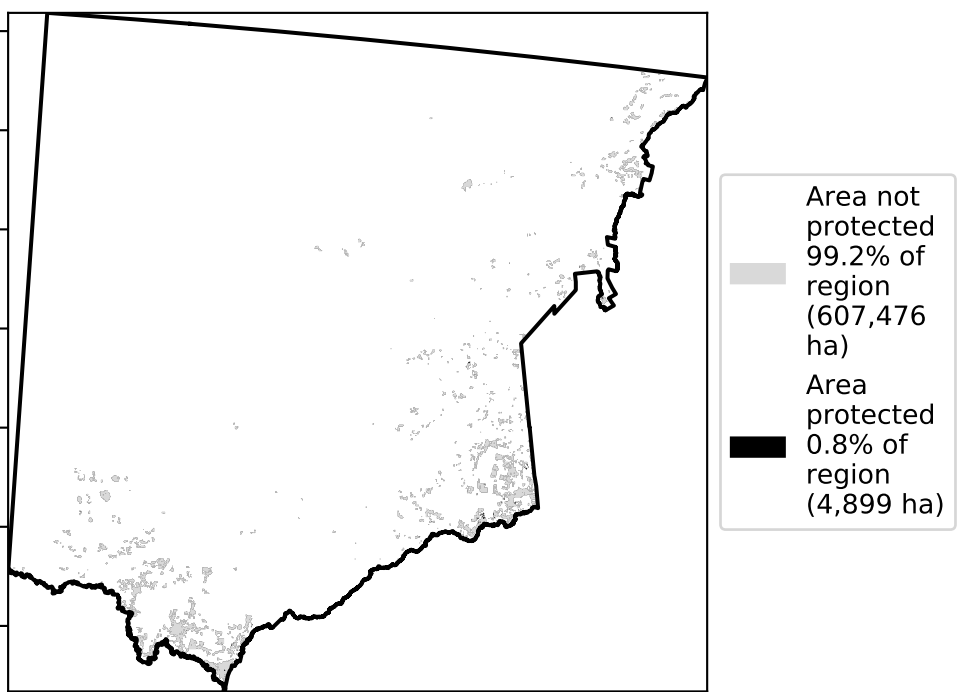 Area not
protected
99.2% of
region
(607,476
ha)
Area
protected
0.8% of
region
(4,899 ha)